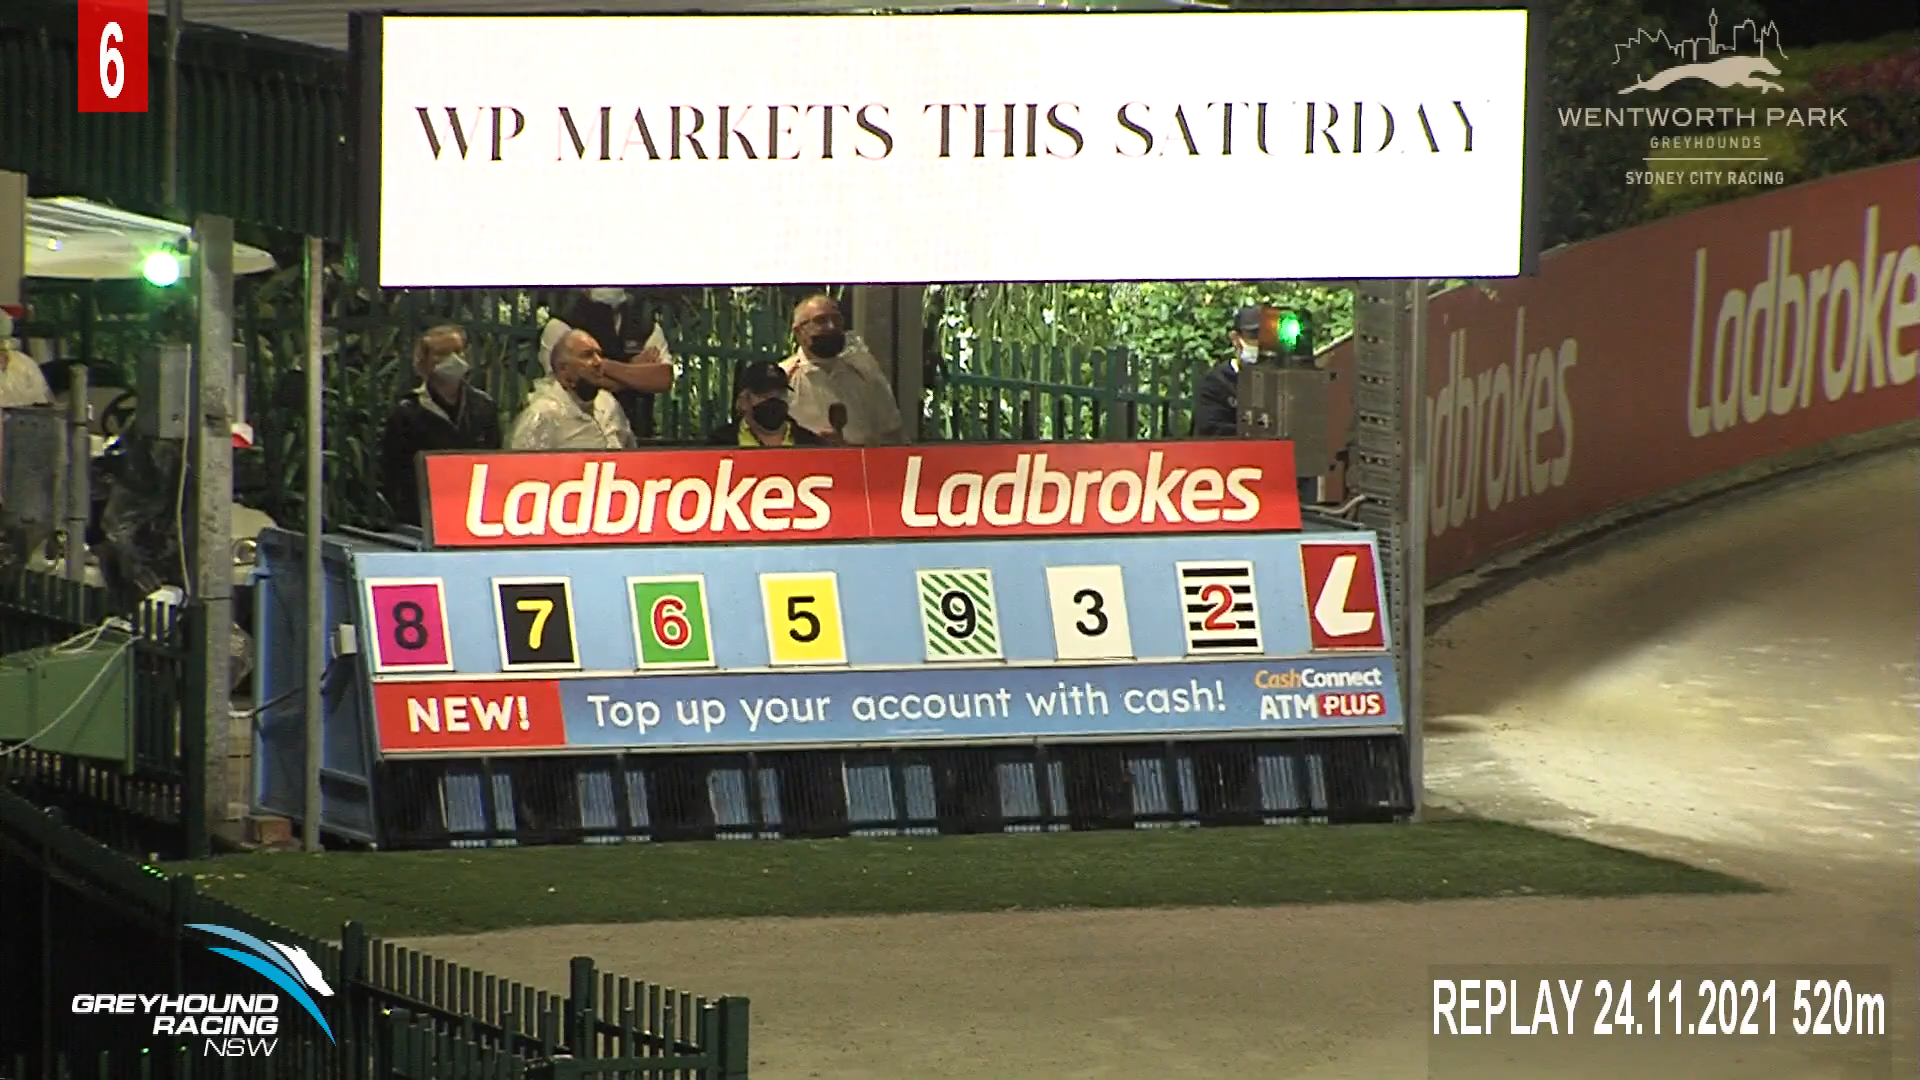 6
WP MARKETS THIS SATURDAY
WENTWORTH PARK
GREYHOUNDS
SYDNEY CITY RACING
Ladbrokes Ladbrokes
Ladbrokes
Ladbrokes
8 7 6 5 9 3 2 L
NEW! Top up your account with cash! CashConnect
ATM PLUS
GREYHOUND
RACING
NSW
REPLAY 24.11.2021 520m